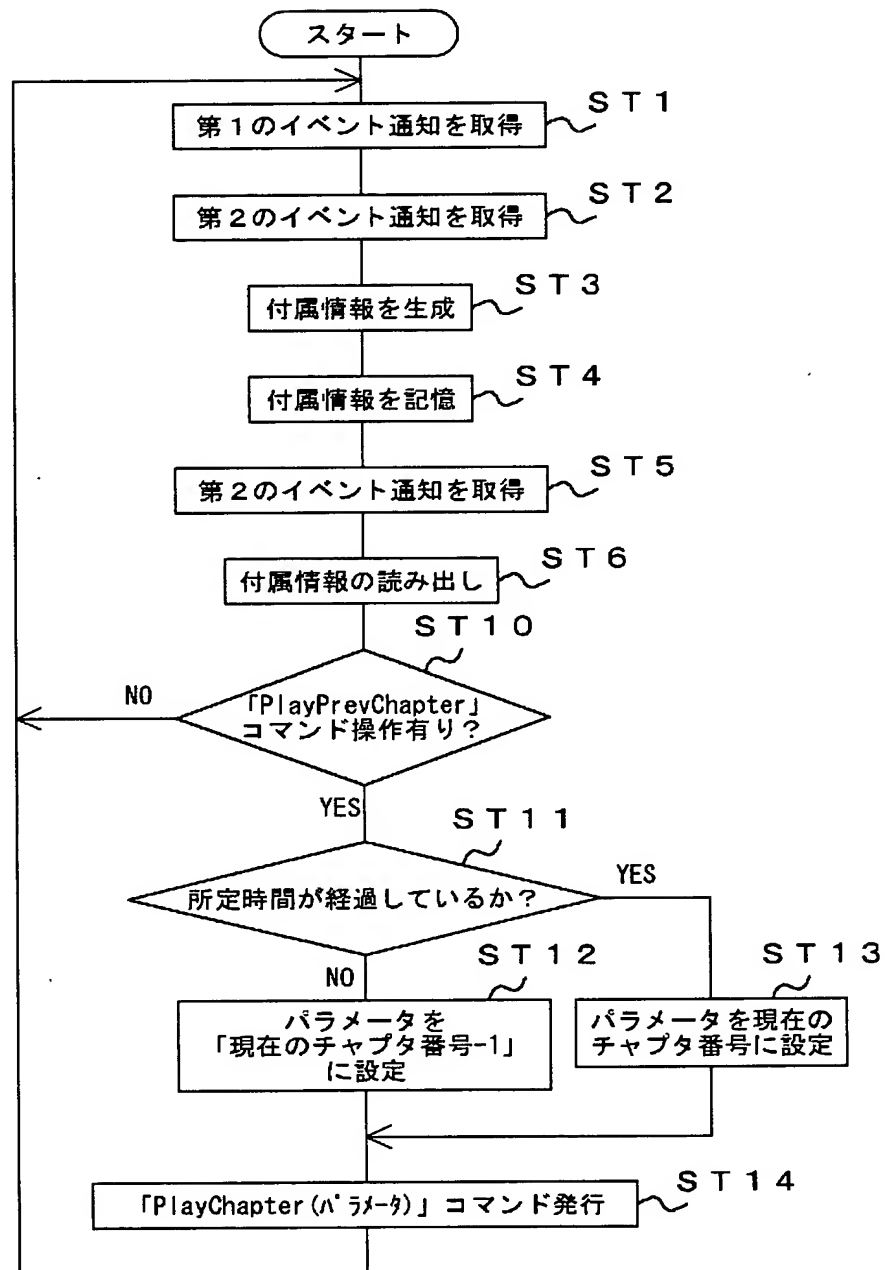 スタート
第1のイベント通知を取得
ST1
第2のイベント通知を取得
ST2
付属情報を生成
ST3
付属情報を記憶
ST4
第2のイベント通知を取得
ST5
付属情報の読み出し
ST6
ST10
NO
「PlayPrevChapter」
コマンド操作有り？
YES
ST11
所定時間が経過しているか？
YES
NO
ST12
パラメータを
「現在のチャプタ番号-1」
に設定
ST13
パラメータを現在の
チャプタ番号に設定
「PlayChapter(ﾊﾟﾗﾒｰﾀ)」コマンド発行
ST14